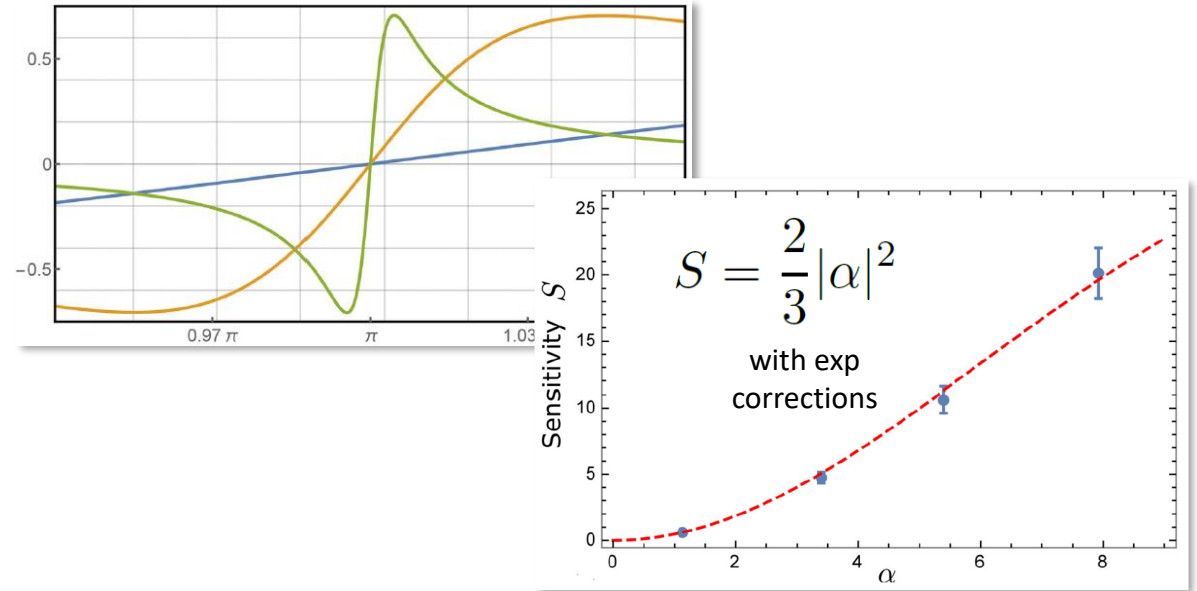 0.5
0
−0.5
0.97 π
π
1.03
25
20
15
10
5
0
Sensitivity S
S = 2/3 |α|²
with exp
corrections
0
2
4
6
8
α